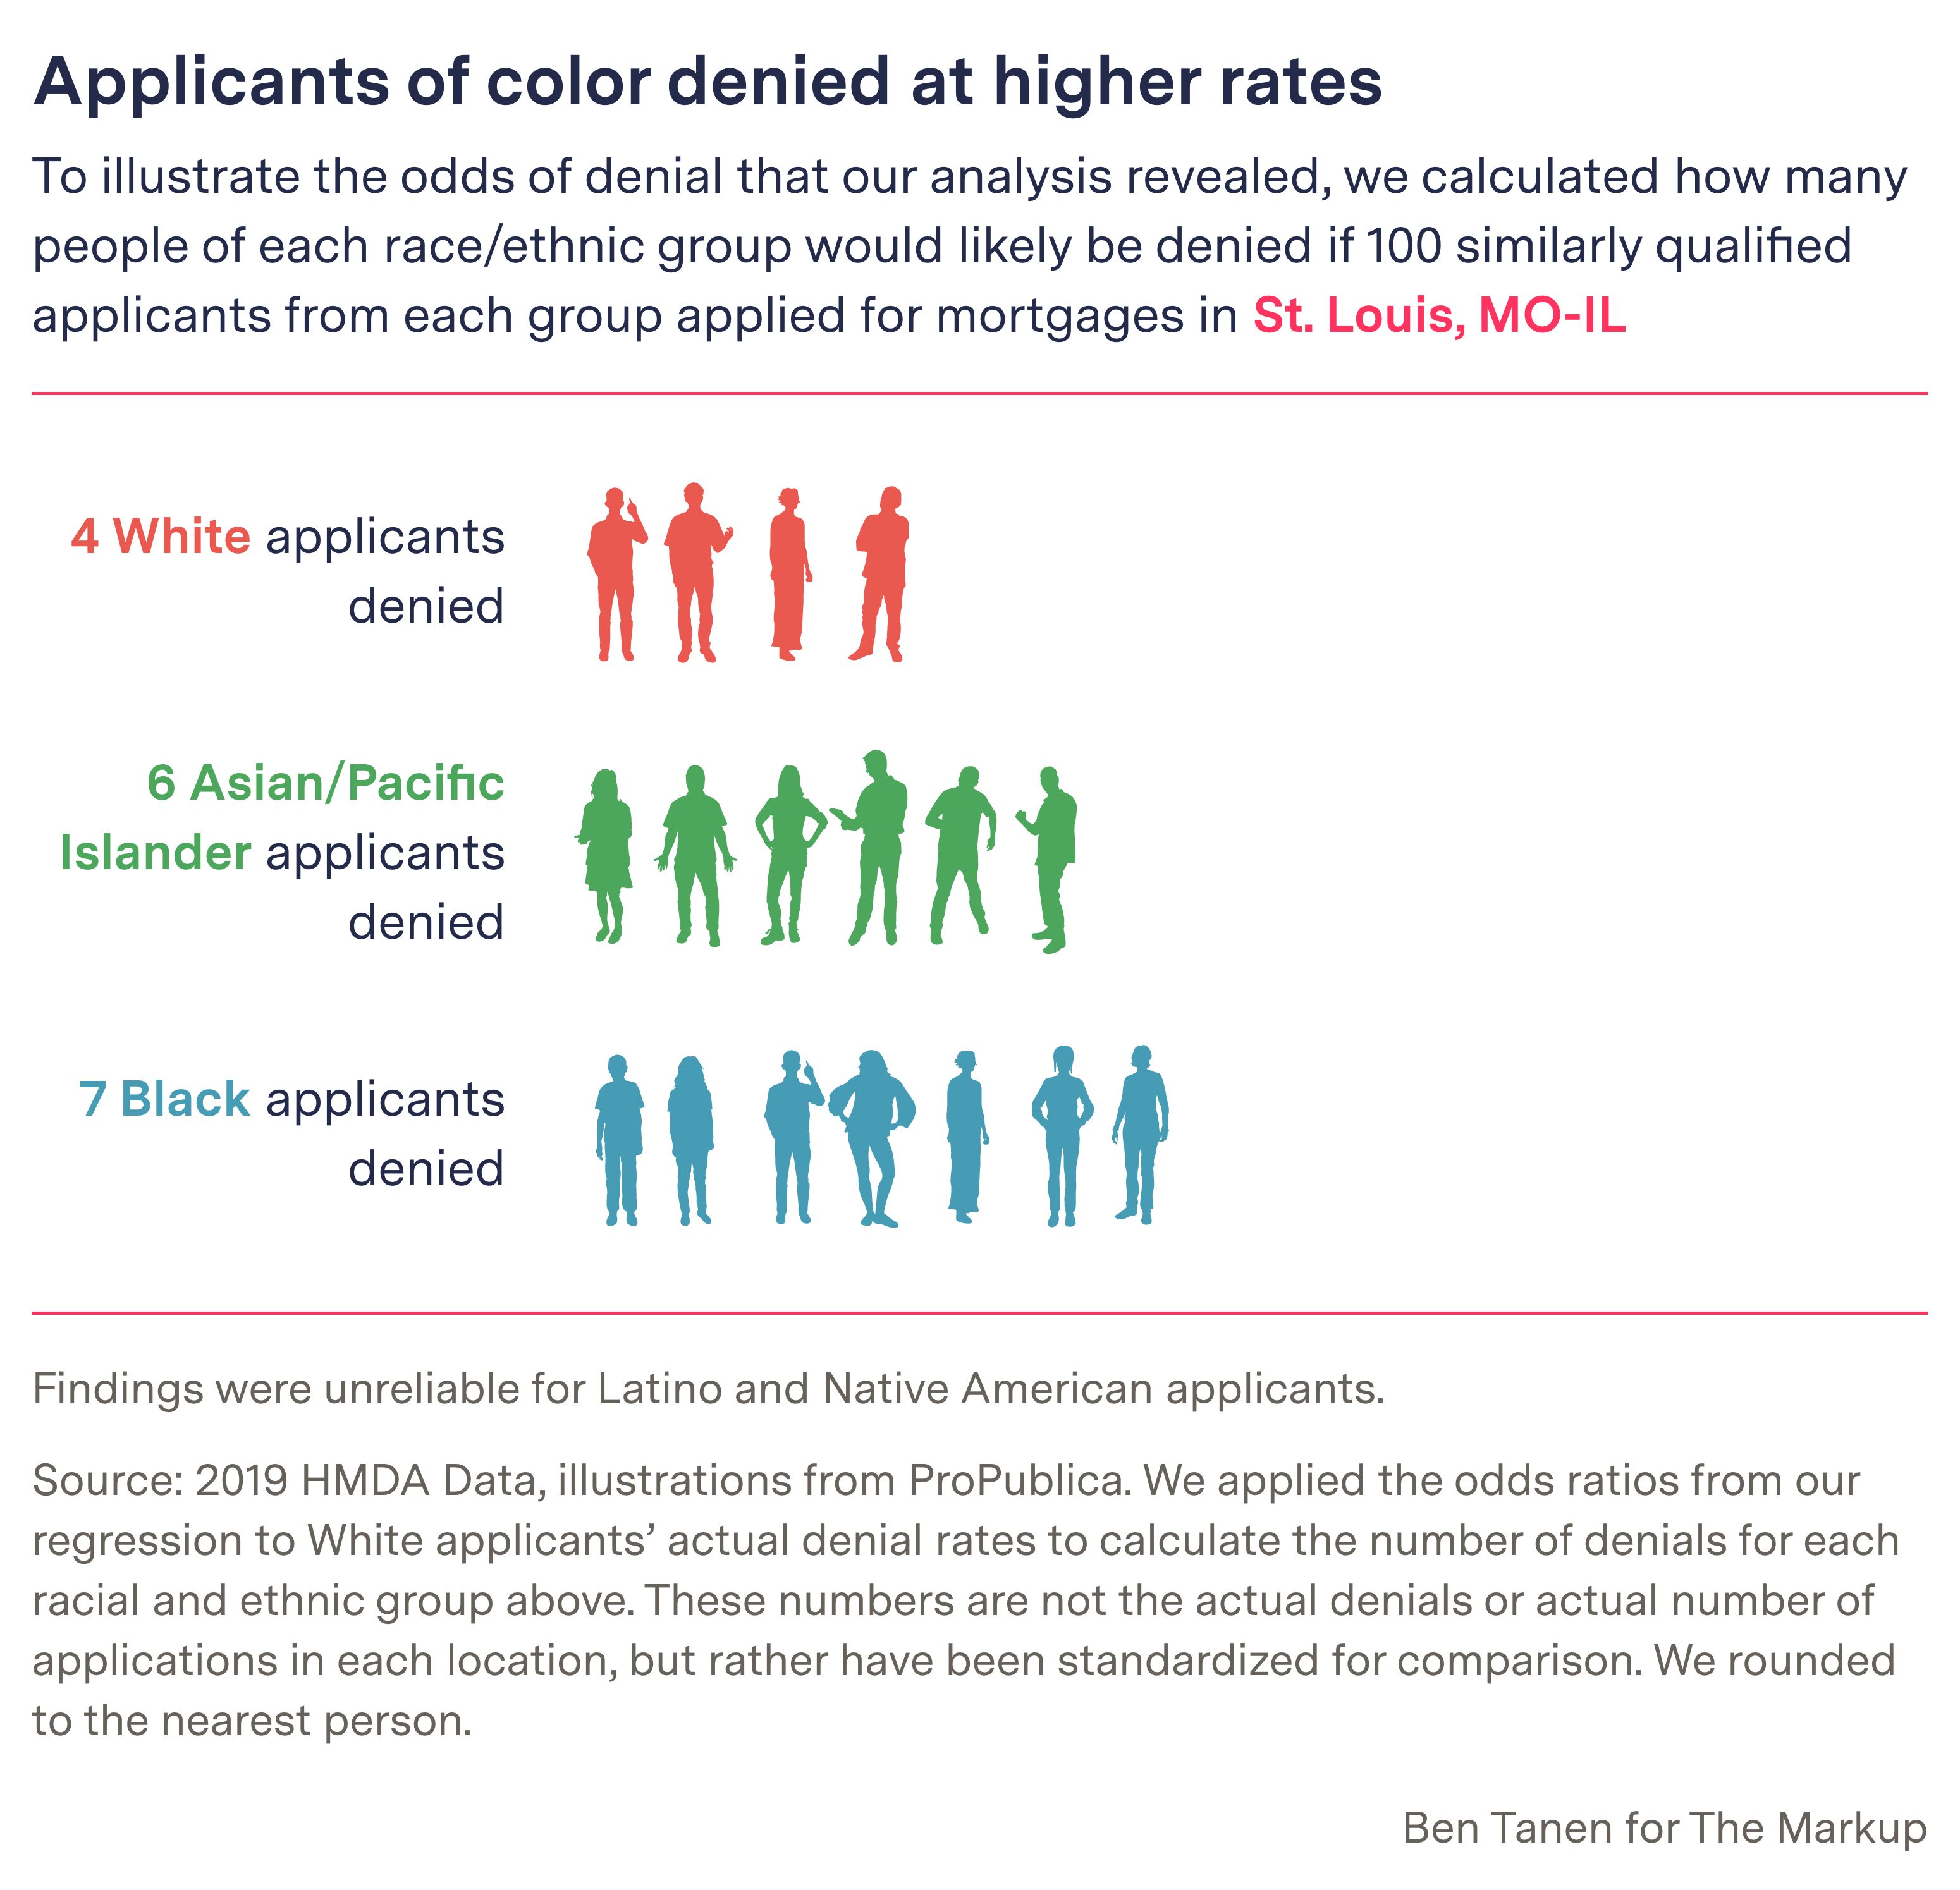 Applicants of color denied at higher rates
To illustrate the odds of denial that our analysis revealed, we calculated how many
people of each race/ethnic group would likely be denied if 100 similarly qualified
applicants from each group applied for mortgages in St. Louis, MO-IL
4 White applicants
denied
6 Asian/Pacific
Islander applicants
denied
7 Black applicants
denied
Findings were unreliable for Latino and Native American applicants.
Source: 2019 HMDA Data, illustrations from ProPublica. We applied the odds ratios from our
regression to White applicants’ actual denial rates to calculate the number of denials for each
racial and ethnic group above. These numbers are not the actual denials or actual number of
applications in each location, but rather have been standardized for comparison. We rounded
to the nearest person.
Ben Tanen for The Markup